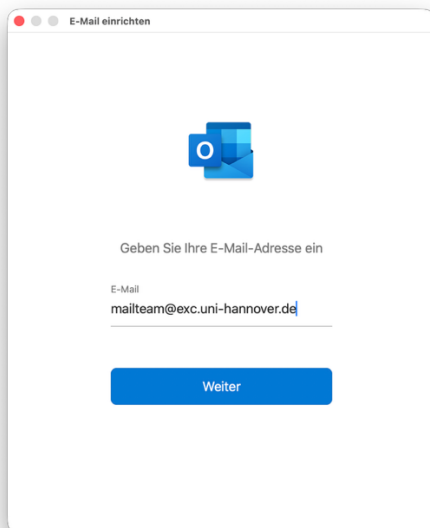 E-Mail einrichten
O
Geben Sie Ihre E-Mail-Adresse ein
E-Mail
mailteam@exc.uni-hannover.de
Weiter